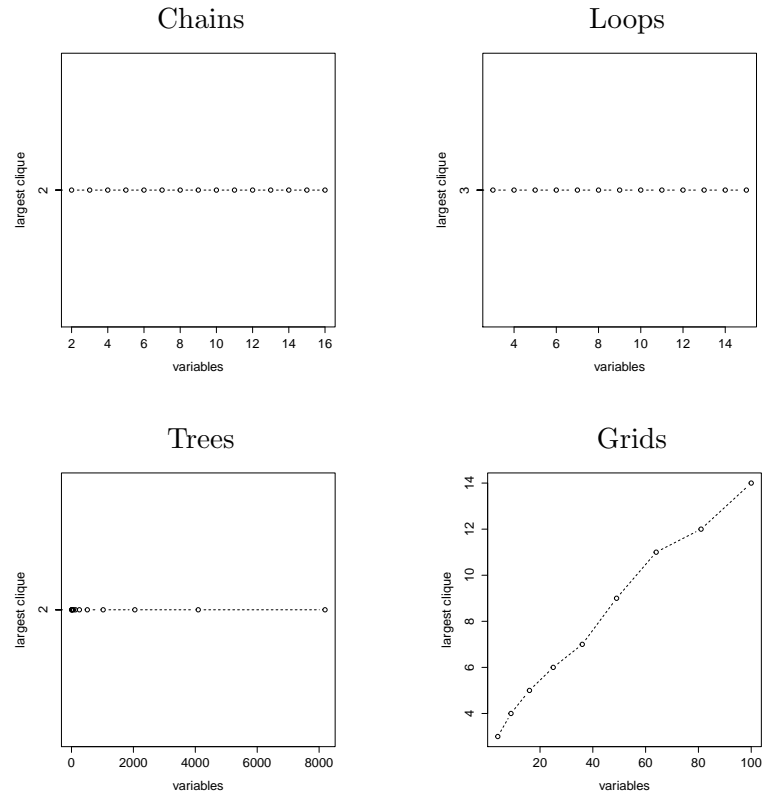 Chains
largest clique
2
2 4 6 8 10 12 14 16
variables
Loops
largest clique
3
4 6 8 10 12 14
variables
Trees
largest clique
2
0 2000 4000 6000 8000
variables
Grids
largest clique
14
12
10
8
6
4
20 40 60 80 100
variables